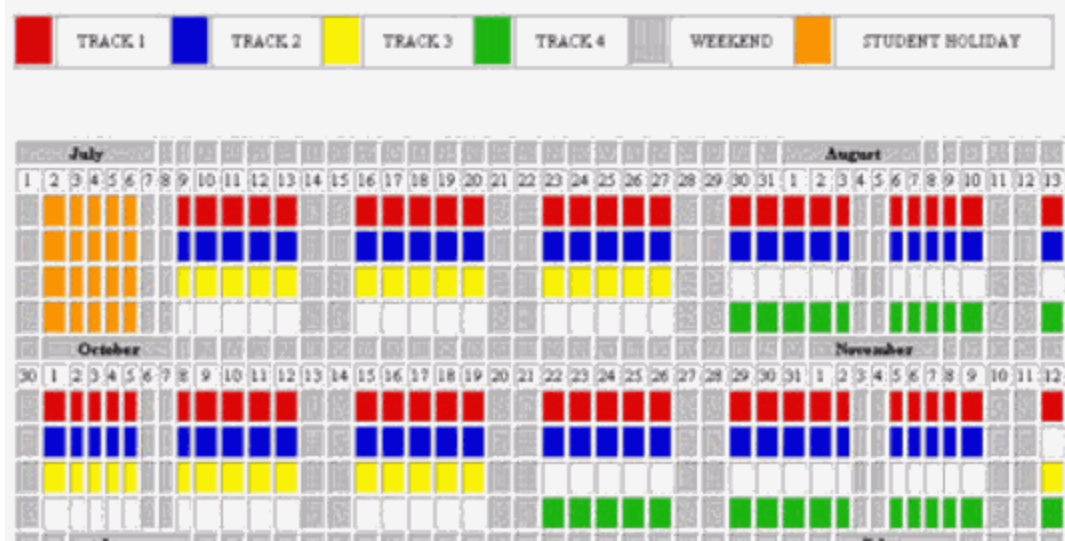 TRACK 1 TRACK 2 TRACK 3 TRACK 4 WEEKEND STUDENT HOLIDAY
July August
1 2 3 4 5 6 7 8 9 10 11 12 13 14 15 16 17 18 19 20 21 22 23 24 25 26 27 28 29 30 31 1 2 3 4 5 6 7 8 9 10 11 12 13
October November
30 1 2 3 4 5 6 7 8 9 10 11 12 13 14 15 16 17 18 19 20 21 22 23 24 25 26 27 28 29 30 31 1 2 3 4 5 6 7 8 9 10 11 12